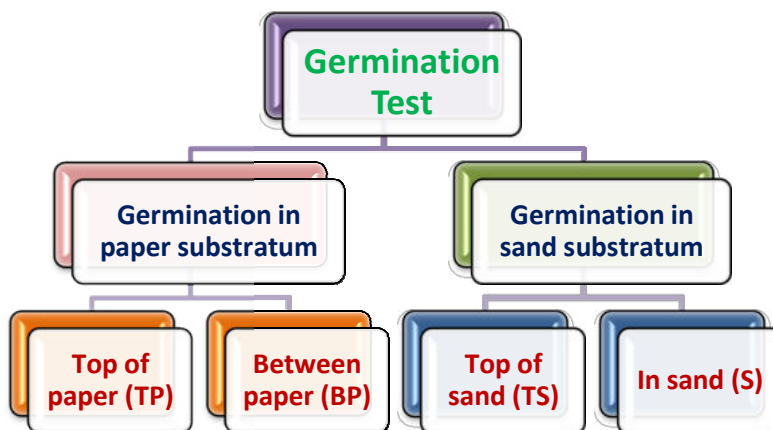 Germination
Test
Germination in
paper substratum
Germination in
sand substratum
Top of
paper (TP)
Between
paper (BP)
Top of
sand (TS)
In sand (S)